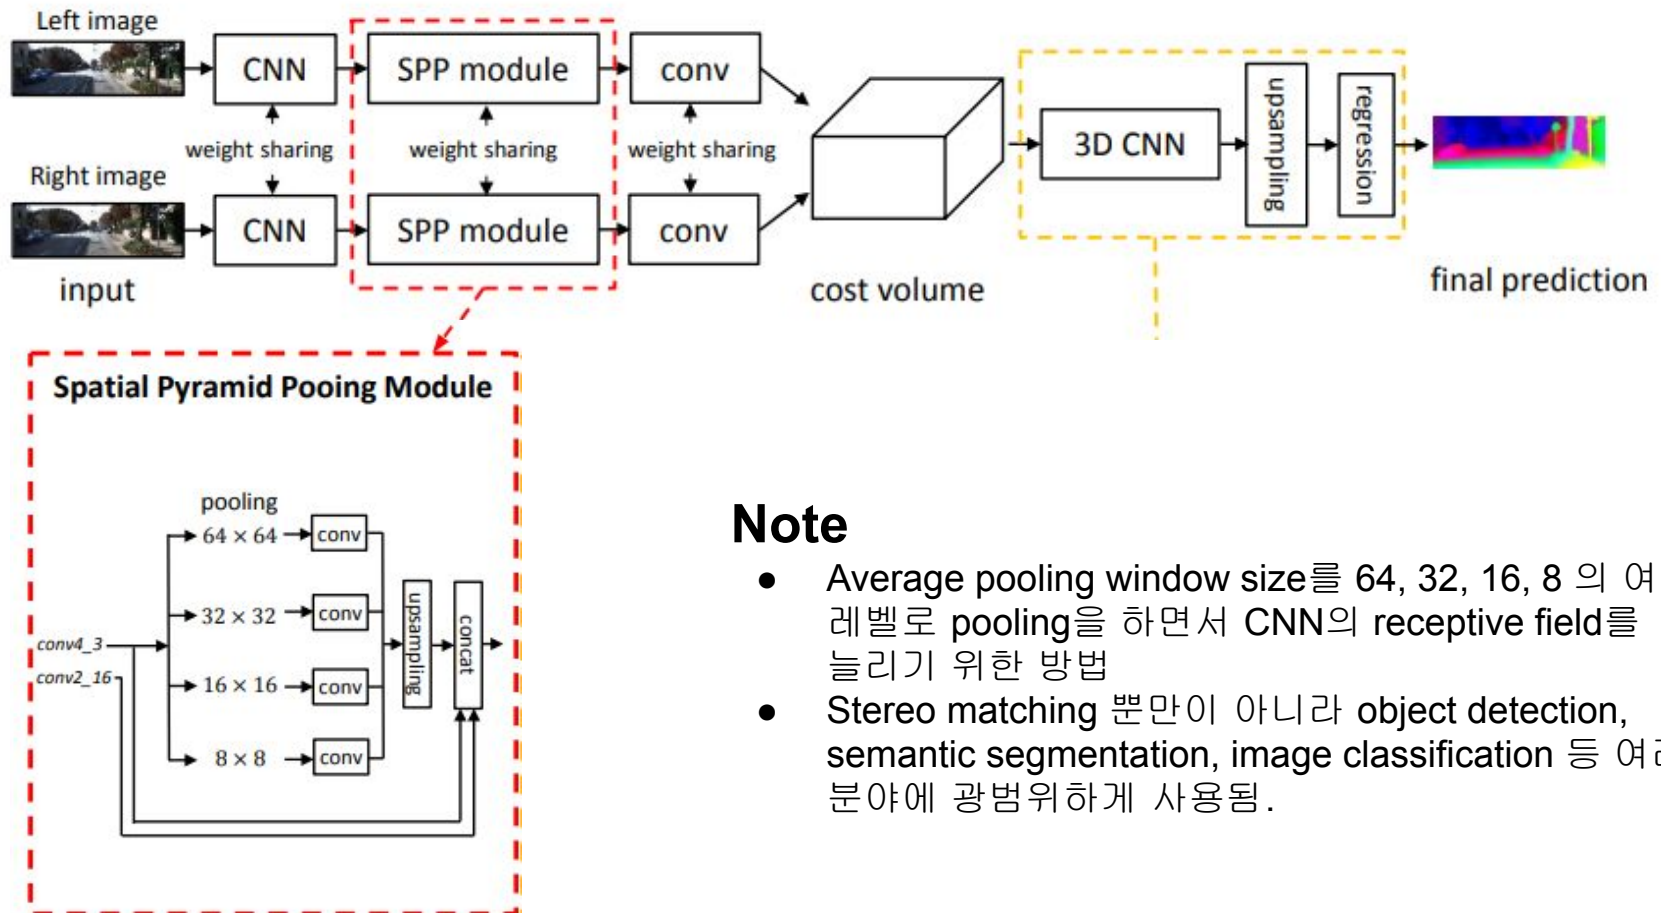 Left image
CNN
SPP module
conv
weight sharing
weight sharing
weight sharing
Right image
CNN
SPP module
conv
input
cost volume
3D CNN
upsampling
regression
final prediction
Spatial Pyramid Pooing Module
pooling
64 × 64
conv
32 × 32
conv
16 × 16
conv
8 × 8
conv
conv4_3
conv2_16
upsampling
concat
Note
● Average pooling window size를 64, 32, 16, 8 의 여
레벨로 pooling을 하면서 CNN의 receptive field를
늘리기 위한 방법
● Stereo matching 뿐만이 아니라 object detection,
semantic segmentation, image classification 등
분야에 광범위하게 사용됨.